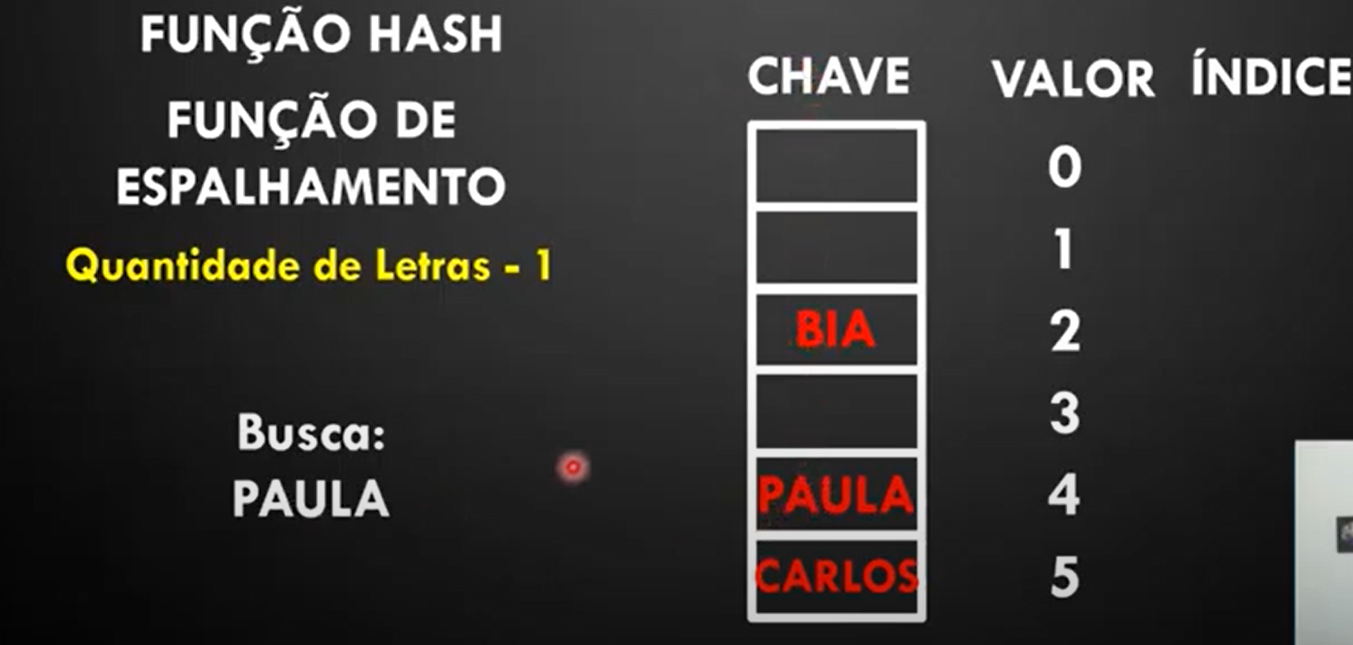 FUNÇÃO HASH
FUNÇÃO DE
ESPALHAMENTO
Quantidade de Letras - 1
Busca:
PAULA
CHAVE VALOR ÍNDICE
0
1
BIA 2
3
PAULA 4
CARLOS 5